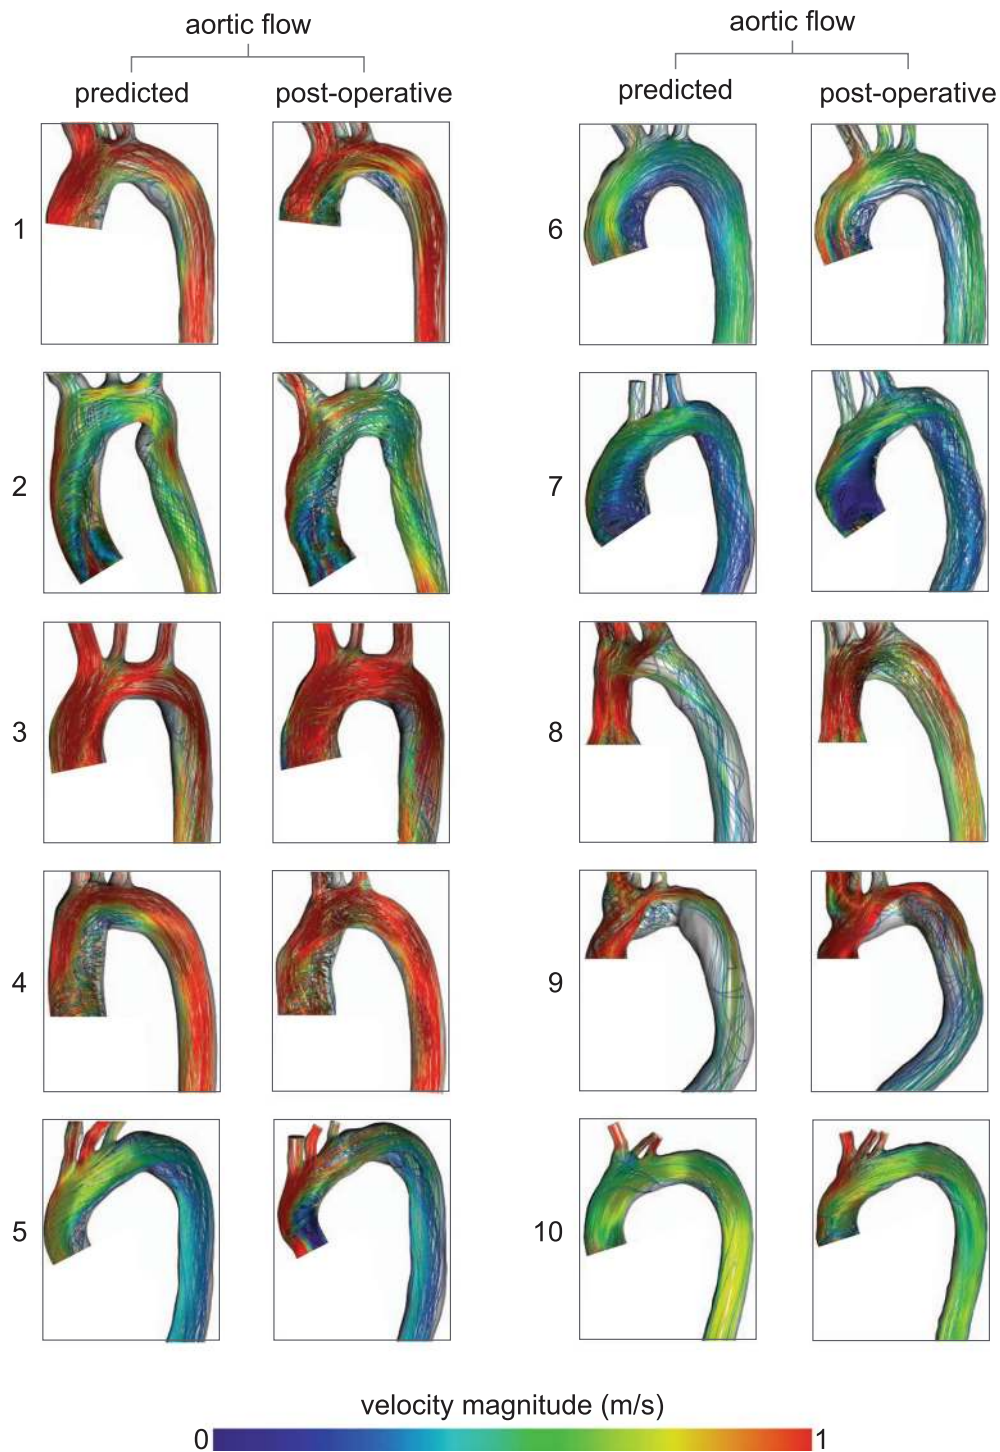 aortic flow
aortic flow
predicted
post-operative
predicted
post-operative
1
6
2
7
3
8
4
9
5
10
velocity magnitude (m/s)
0
1